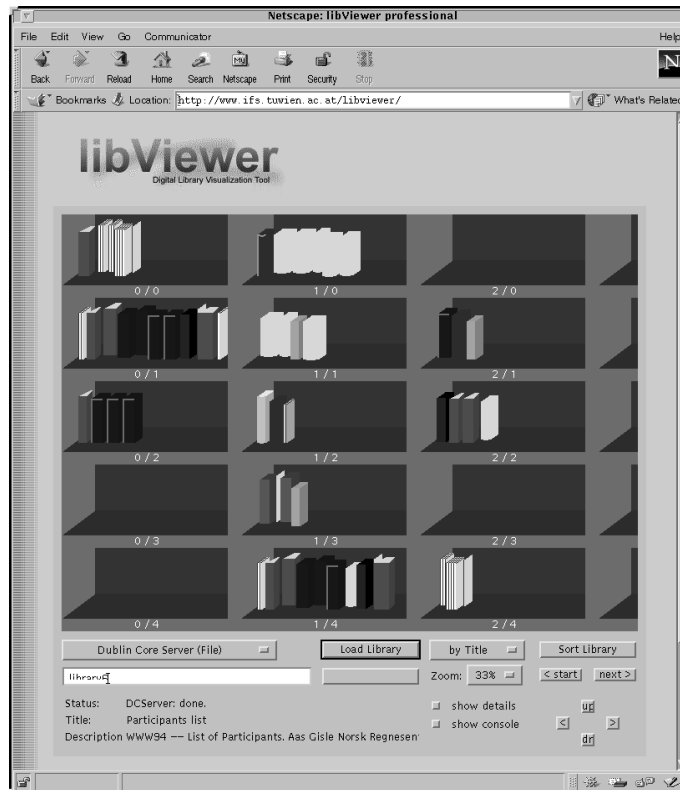 Netscape: libViewer professional
File Edit View Go Communicator Help
Back Forward Reload Home Search Netscape Print Security Stop
Bookmarks Location: http://www.ifs.tuwien.ac.at/libviewer/ What's Related
libViewer
Digital Library Visualization Tool
0 / 0 1 / 0 2 / 0
0 / 1 1 / 1 2 / 1
0 / 2 1 / 2 2 / 2
0 / 3 1 / 3 2 / 3
0 / 4 1 / 4 2 / 4
Dublin Core Server (File) Load Library by Title Sort Library
Zoom: 33% < start next >
Status: DCServer: done. show details up
Title: Participants list show console < >
Description WWW94 -- List of Participants. Aas Gisle Norsk Regnesen dn